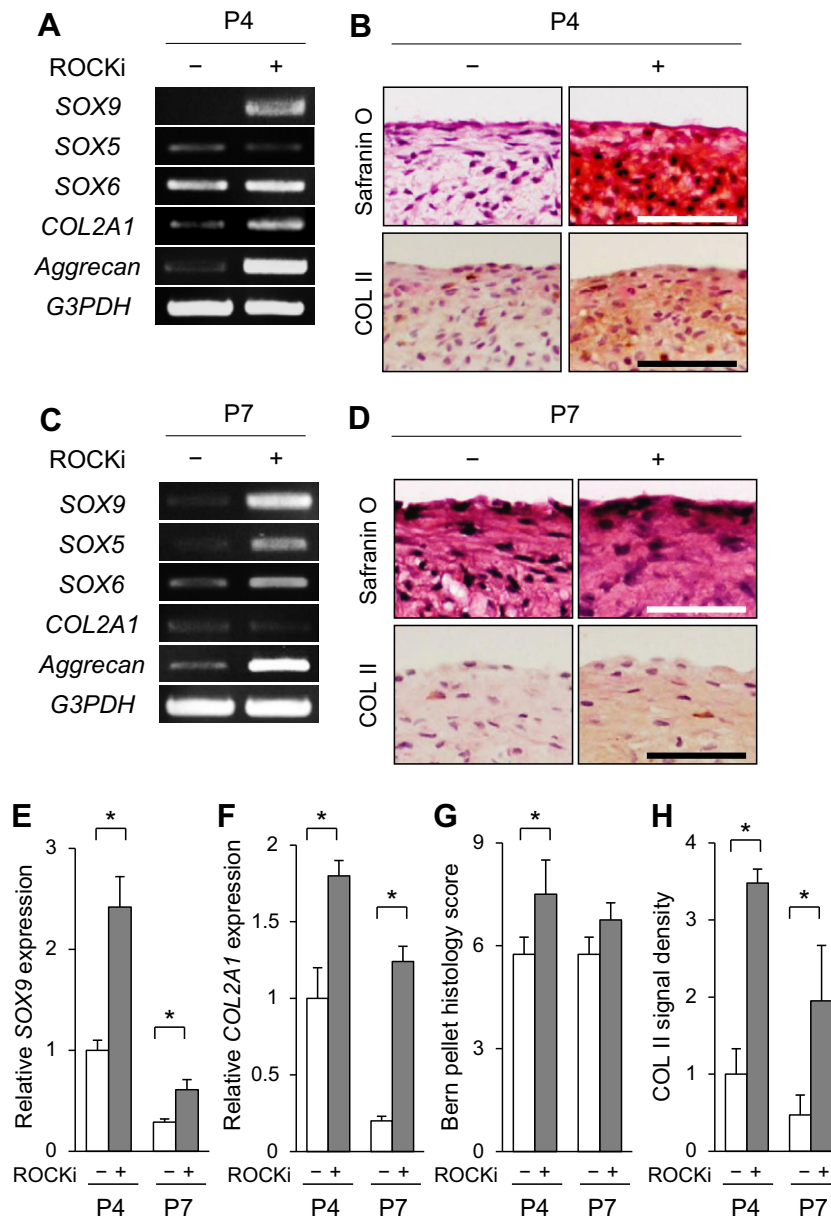 A
P4
ROCKi − +
SOX9
SOX5
SOX6
COL2A1
Aggrecan
G3PDH
B
P4
− +
Safranin O
COL II
C
P7
ROCKi − +
SOX9
SOX5
SOX6
COL2A1
Aggrecan
G3PDH
D
P7
− +
Safranin O
COL II
E
Relative SOX9 expression
3
2
1
0
*
*
ROCKi − + − +
P4 P7
F
Relative COL2A1 expression
2
1.5
1
0.5
0
*
*
ROCKi − + − +
P4 P7
G
Bern pellet histology score
9
6
3
0
*
ROCKi − + − +
P4 P7
H
COL II signal density
4
3
2
1
0
*
*
ROCKi − + − +
P4 P7